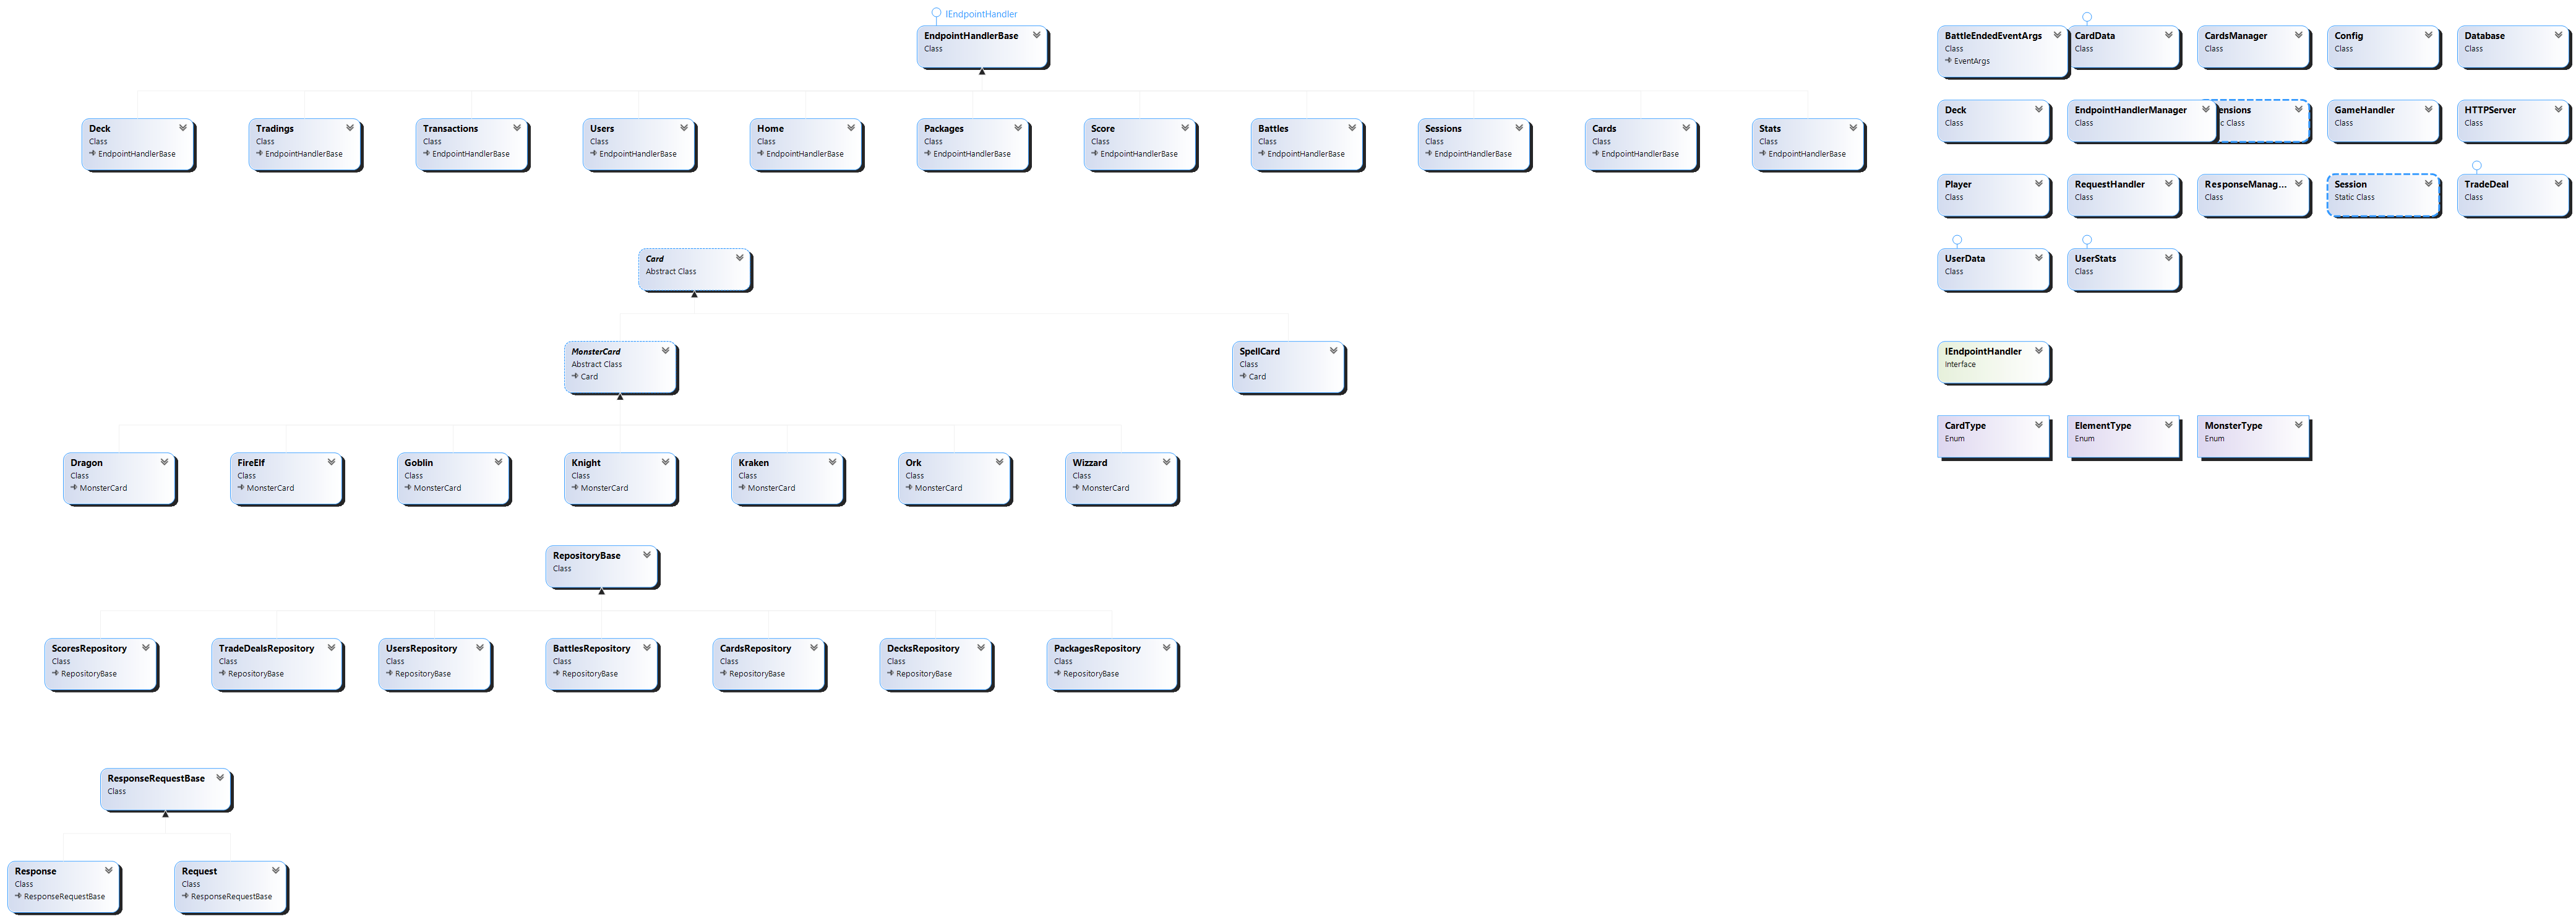 IEndpointHandler
EndpointHandlerBase
Class
Deck
Class
EndpointHandlerBase
Tradings
Class
EndpointHandlerBase
Transactions
Class
EndpointHandlerBase
Users
Class
EndpointHandlerBase
Home
Class
EndpointHandlerBase
Packages
Class
EndpointHandlerBase
Score
Class
EndpointHandlerBase
Battles
Class
EndpointHandlerBase
Sessions
Class
EndpointHandlerBase
Cards
Class
EndpointHandlerBase
Stats
Class
EndpointHandlerBase
Card
Abstract Class
MonsterCard
Abstract Class
Card
SpellCard
Class
Card
Dragon
Class
MonsterCard
FireElf
Class
MonsterCard
Goblin
Class
MonsterCard
Knight
Class
MonsterCard
Kraken
Class
MonsterCard
Ork
Class
MonsterCard
Wizzard
Class
MonsterCard
RepositoryBase
Class
ScoresRepository
Class
RepositoryBase
TradeDealsRepository
Class
RepositoryBase
UsersRepository
Class
RepositoryBase
BattlesRepository
Class
RepositoryBase
CardsRepository
Class
RepositoryBase
DecksRepository
Class
RepositoryBase
PackagesRepository
Class
RepositoryBase
ResponseRequestBase
Class
Response
Class
ResponseRequestBase
Request
Class
ResponseRequestBase
BattleEndedEventArgs
Class
EventArgs
CardData
Class
CardsManager
Class
Config
Class
Database
Class
Deck
Class
EndpointHandlerManager
Class
ensions
c Class
GameHandler
Class
HTTPServer
Class
Player
Class
RequestHandler
Class
ResponseManag...
Class
Session
Static Class
TradeDeal
Class
UserData
Class
UserStats
Class
IEndpointHandler
Interface
CardType
Enum
ElementType
Enum
MonsterType
Enum